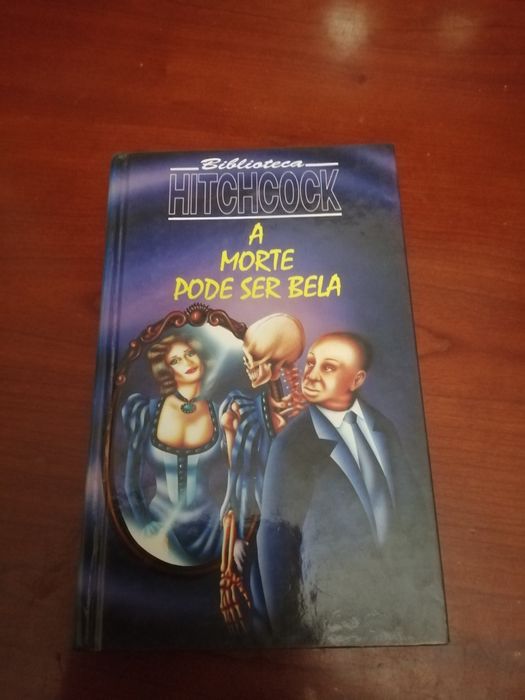 Biblioteca
HITCHCOCK
A
MORTE
PODE SER BELA